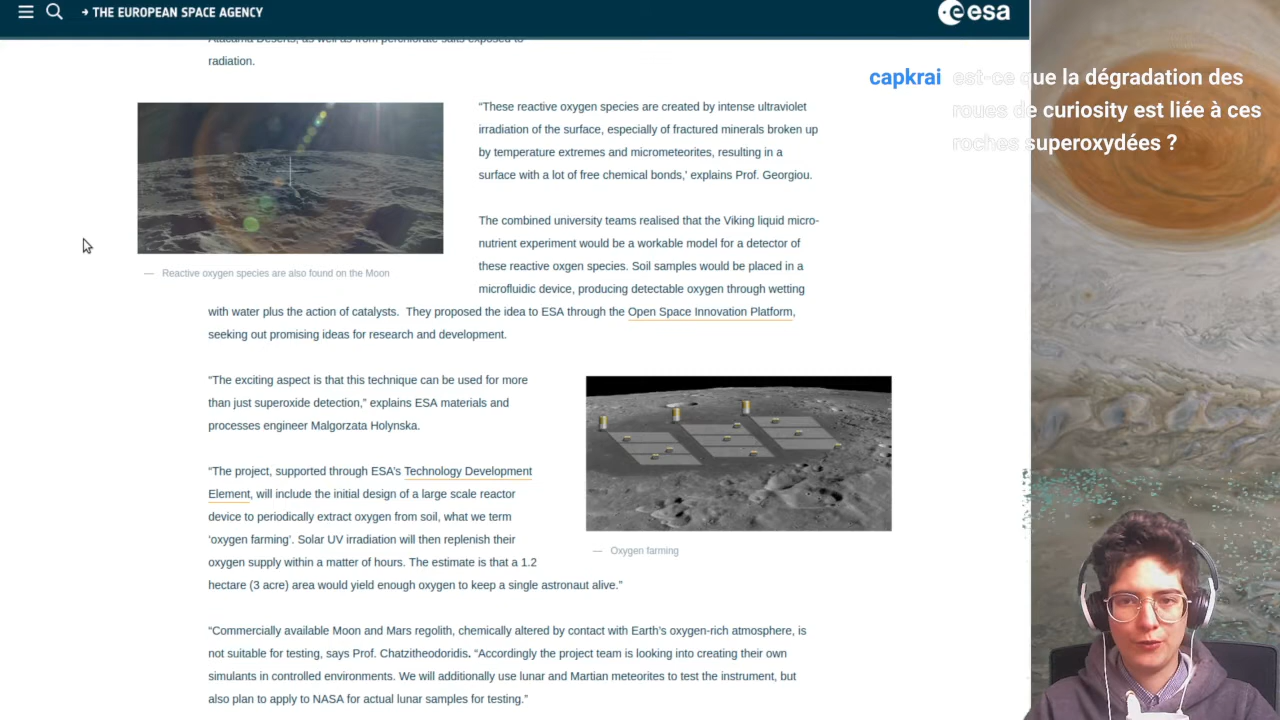 → THE EUROPEAN SPACE AGENCY
esa
Atacama Deserts, as well as from perchlorate salts exposed to
radiation.
capkrai est-ce que la dégradation des
roues de curiosity est liée à ces
roches superoxydées ?
“These reactive oxygen species are created by intense ultraviolet
irradiation of the surface, especially of fractured minerals broken up
by temperature extremes and micrometeorites, resulting in a
surface with a lot of free chemical bonds,’ explains Prof. Georgiou.
The combined university teams realised that the Viking liquid micro-
nutrient experiment would be a workable model for a detector of
these reactive oxgen species. Soil samples would be placed in a
microfluidic device, producing detectable oxygen through wetting
— Reactive oxygen species are also found on the Moon
with water plus the action of catalysts. They proposed the idea to ESA through the Open Space Innovation Platform,
seeking out promising ideas for research and development.
“The exciting aspect is that this technique can be used for more
than just superoxide detection,” explains ESA materials and
processes engineer Malgorzata Holynska.
“The project, supported through ESA’s Technology Development
Element, will include the initial design of a large scale reactor
device to periodically extract oxygen from soil, what we term
‘oxygen farming’. Solar UV irradiation will then replenish their
oxygen supply within a matter of hours. The estimate is that a 1.2
hectare (3 acre) area would yield enough oxygen to keep a single astronaut alive.”
— Oxygen farming
“Commercially available Moon and Mars regolith, chemically altered by contact with Earth’s oxygen-rich atmosphere, is
not suitable for testing, says Prof. Chatzitheodoridis. “Accordingly the project team is looking into creating their own
simulants in controlled environments. We will additionally use lunar and Martian meteorites to test the instrument, but
also plan to apply to NASA for actual lunar samples for testing.”